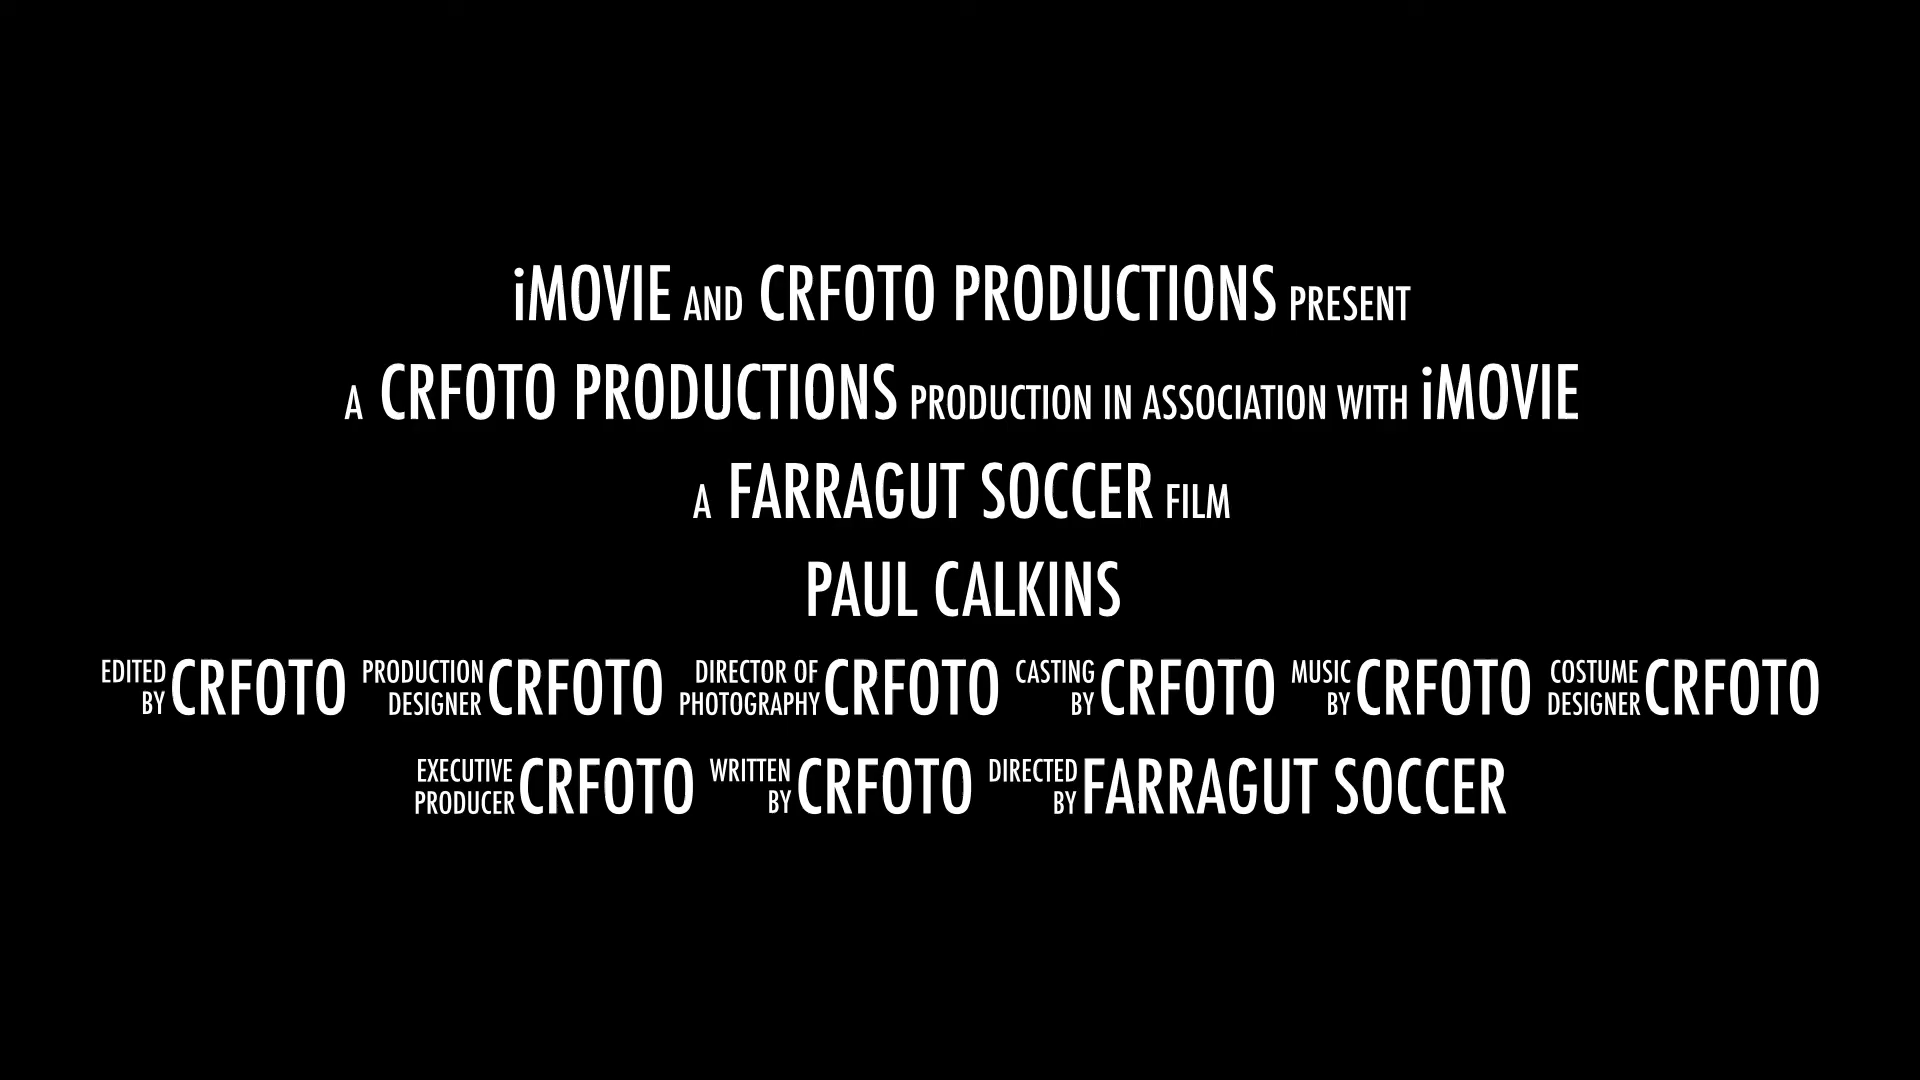 iMOVIE AND CRFOTO PRODUCTIONS PRESENT
A CRFOTO PRODUCTIONS PRODUCTION IN ASSOCIATION WITH iMOVIE
A FARRAGUT SOCCER FILM
PAUL CALKINS
EDITED BY CRFOTO PRODUCTION DESIGNER CRFOTO DIRECTOR OF PHOTOGRAPHY CRFOTO CASTING BY CRFOTO MUSIC BY CRFOTO COSTUME DESIGNER CRFOTO
EXECUTIVE PRODUCER CRFOTO WRITTEN BY CRFOTO DIRECTED BY FARRAGUT SOCCER